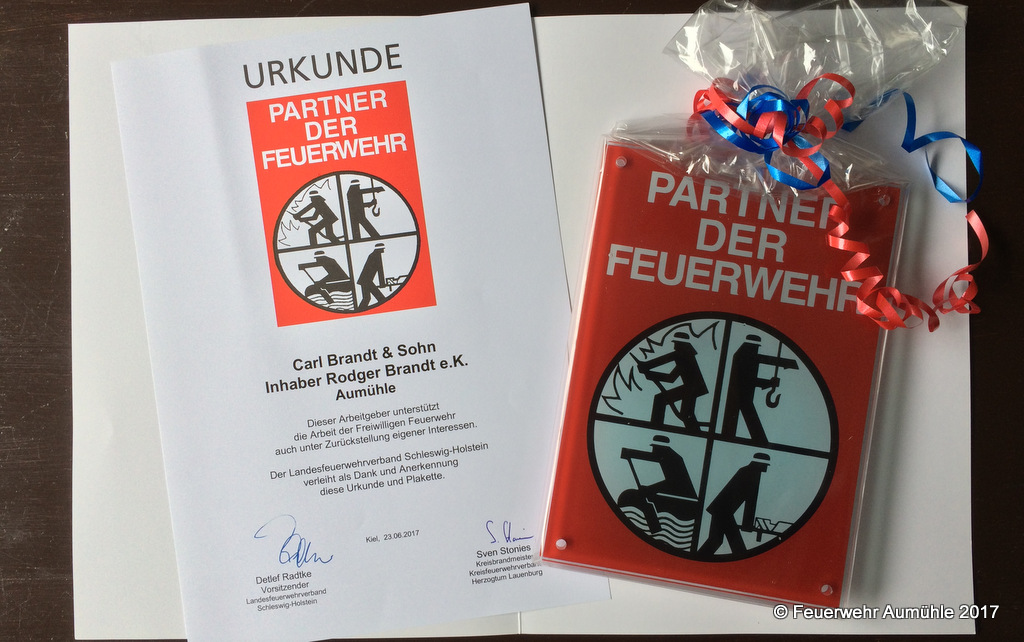 URKUNDE
PARTNER
DER
FEUERWEHR
Carl Brandt & Sohn
Inhaber Rodger Brandt e.K.
Aumühle
Dieser Arbeitgeber unterstützt
die Arbeit der Freiwilligen Feuerwehr
auch unter Zurückstellung eigener Interessen.
Der Landesfeuerwehrverband Schleswig-Holstein
verleiht als Dank und Anerkennung
diese Urkunde und Plakette.
Kiel, 23.06.2017
Detlef Radtke
Vorsitzender
Landesfeuerwehrverband
Schleswig-Holstein
Sven Stonies
Kreisbrandmeister
Kreisfeuerwehrverband
Herzogtum Lauenburg
PARTNER
DER
FEUERWEHR
© Feuerwehr Aumühle 2017